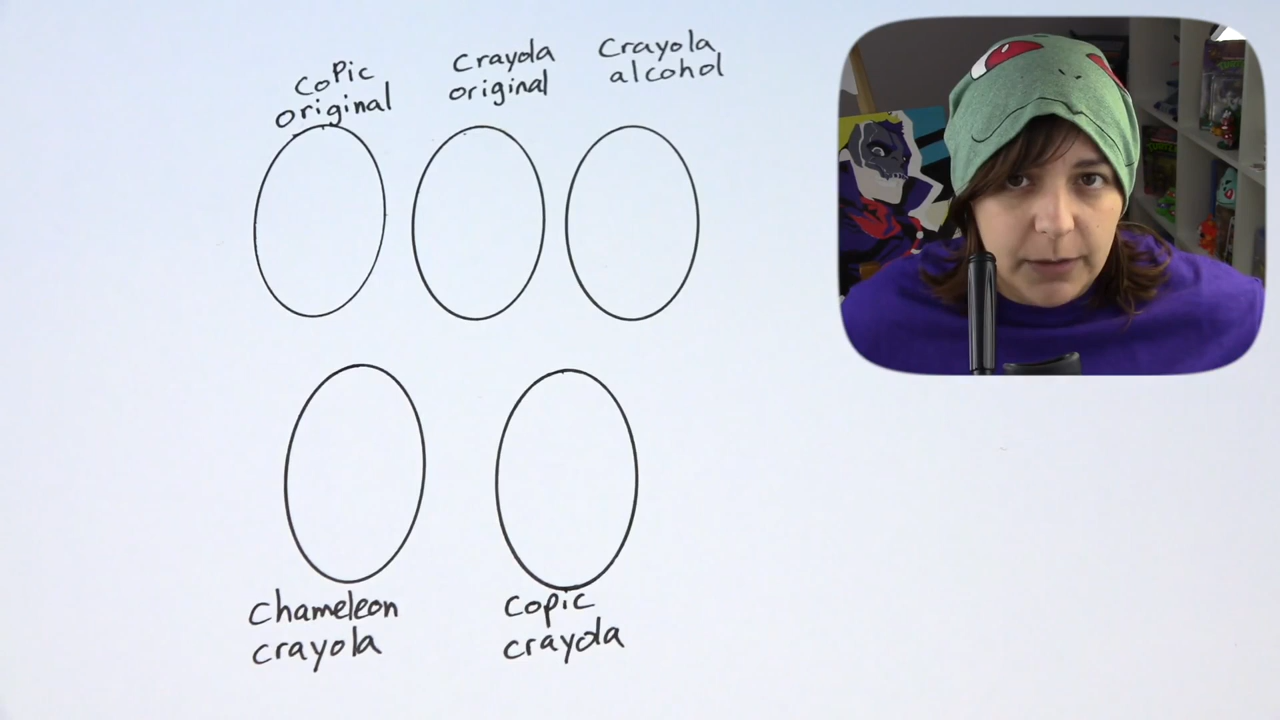 Copic
original
Crayola
original
Crayola
alcohol
Chameleon
crayola
Copic
crayola